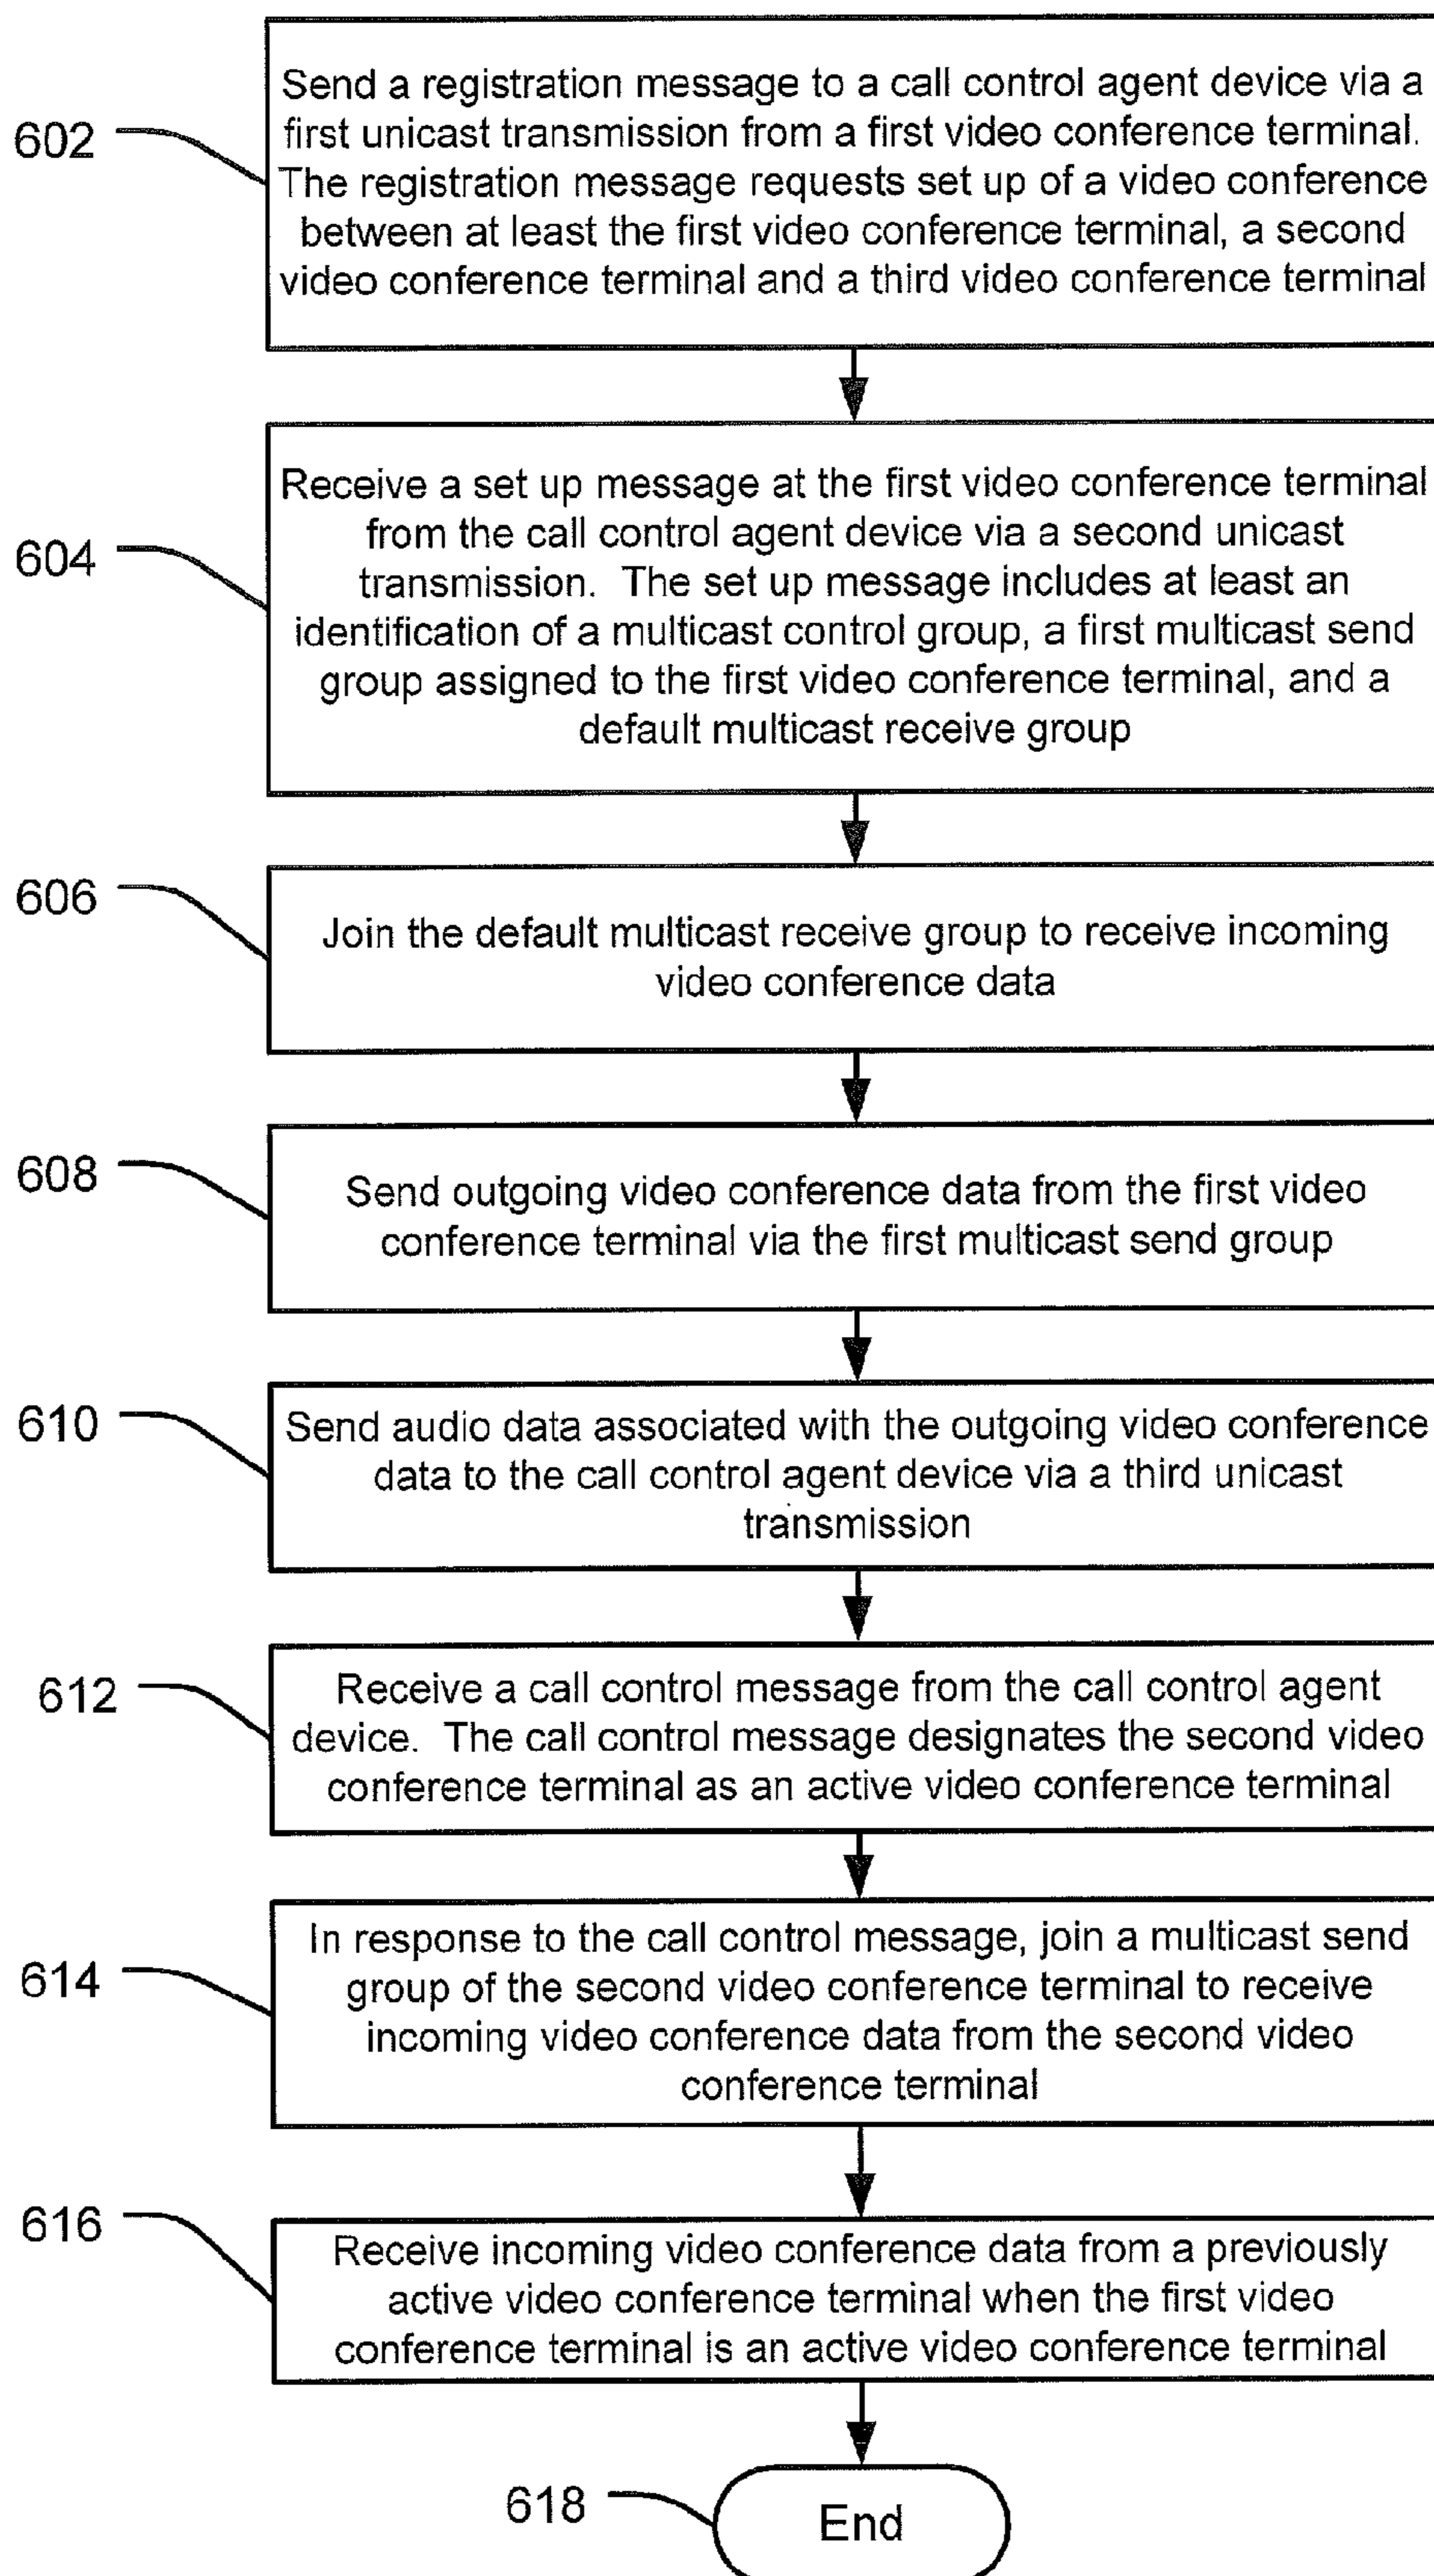 602
Send a registration message to a call control agent device via a
first unicast transmission from a first video conference terminal.
The registration message requests set up of a video conference
between at least the first video conference terminal, a second
video conference terminal and a third video conference terminal
604
Receive a set up message at the first video conference terminal
from the call control agent device via a second unicast
transmission. The set up message includes at least an
identification of a multicast control group, a first multicast send
group assigned to the first video conference terminal, and a
default multicast receive group
606
Join the default multicast receive group to receive incoming
video conference data
608
Send outgoing video conference data from the first video
conference terminal via the first multicast send group
610
Send audio data associated with the outgoing video conference
data to the call control agent device via a third unicast
transmission
612
Receive a call control message from the call control agent
device. The call control message designates the second video
conference terminal as an active video conference terminal
614
In response to the call control message, join a multicast send
group of the second video conference terminal to receive
incoming video conference data from the second video
conference terminal
616
Receive incoming video conference data from a previously
active video conference terminal when the first video
conference terminal is an active video conference terminal
618
End